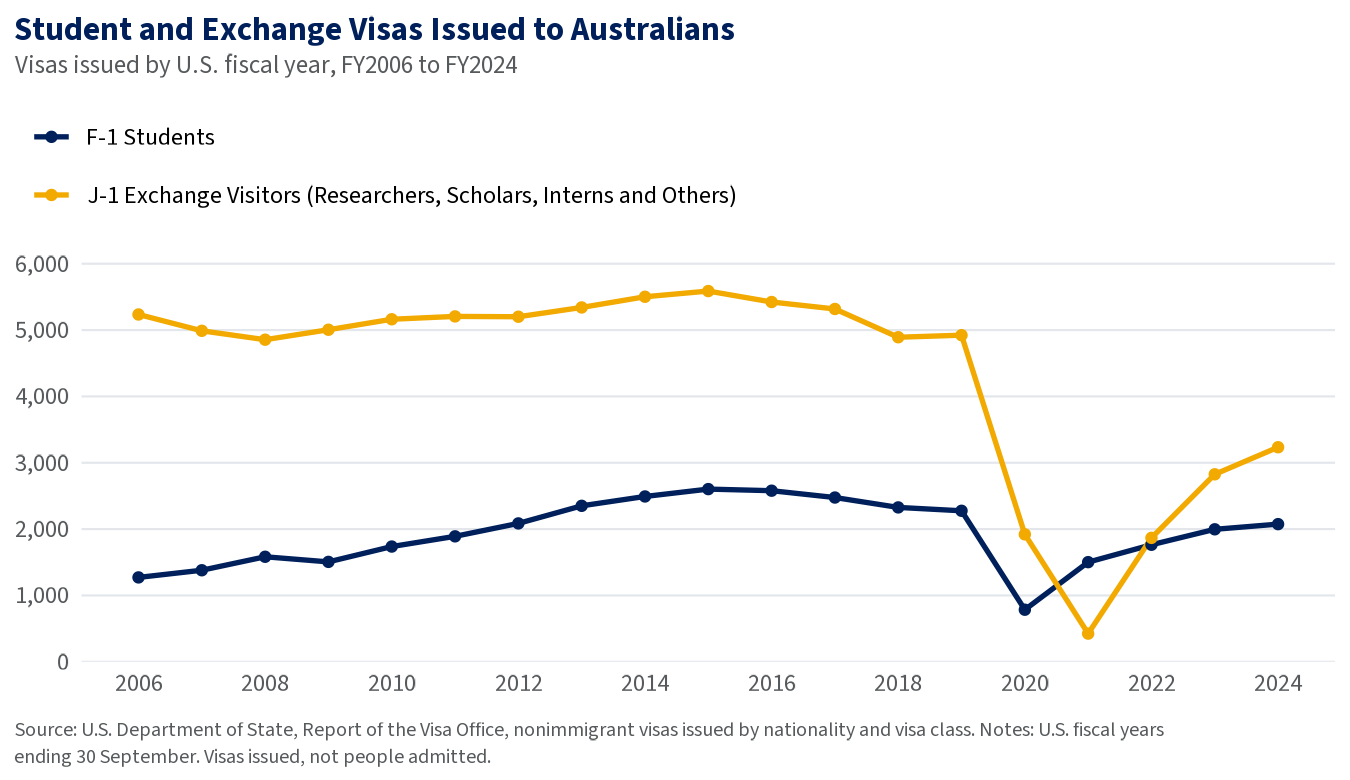 Student and Exchange Visas Issued to Australians
Visas issued by U.S. fiscal year, FY2006 to FY2024
F-1 Students
J-1 Exchange Visitors (Researchers, Scholars, Interns and Others)
6,000
5,000
4,000
3,000
2,000
1,000
0
2006 2008 2010 2012 2014 2016 2018 2020 2022 2024
Source: U.S. Department of State, Report of the Visa Office, nonimmigrant visas issued by nationality and visa class. Notes: U.S. fiscal years
ending 30 September. Visas issued, not people admitted.